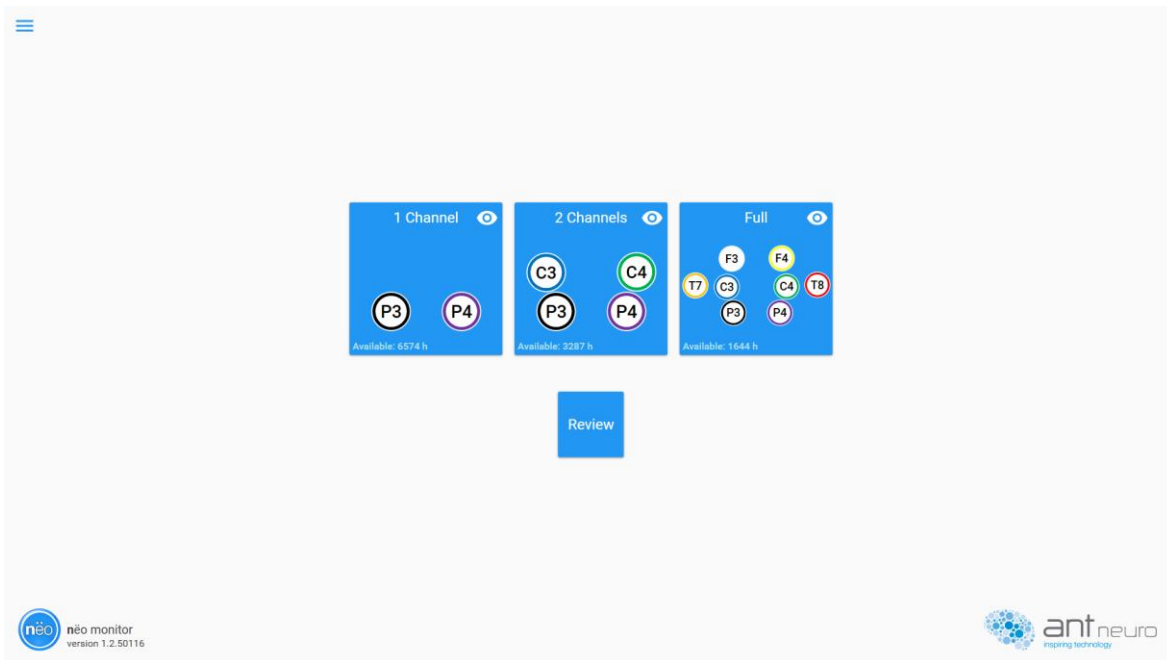 1 Channel
P3 P4
Available: 6574 h
2 Channels
C3 C4
P3 P4
Available: 3287 h
Full
F3 F4
T7 C3 C4 T8
P3 P4
Available: 1644 h
Review
nëo
nëo monitor
version 1.2.50116
ant neuro
inspiring technology